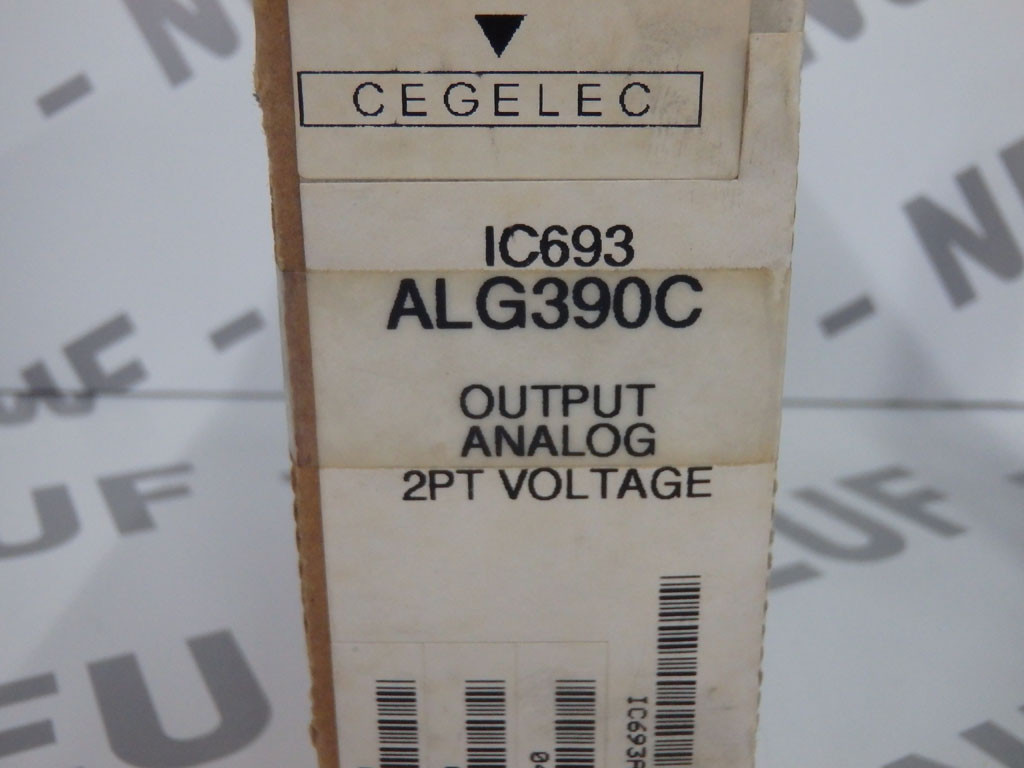 CEGELEC
IC693
ALG390C
OUTPUT
ANALOG
2PT VOLTAGE